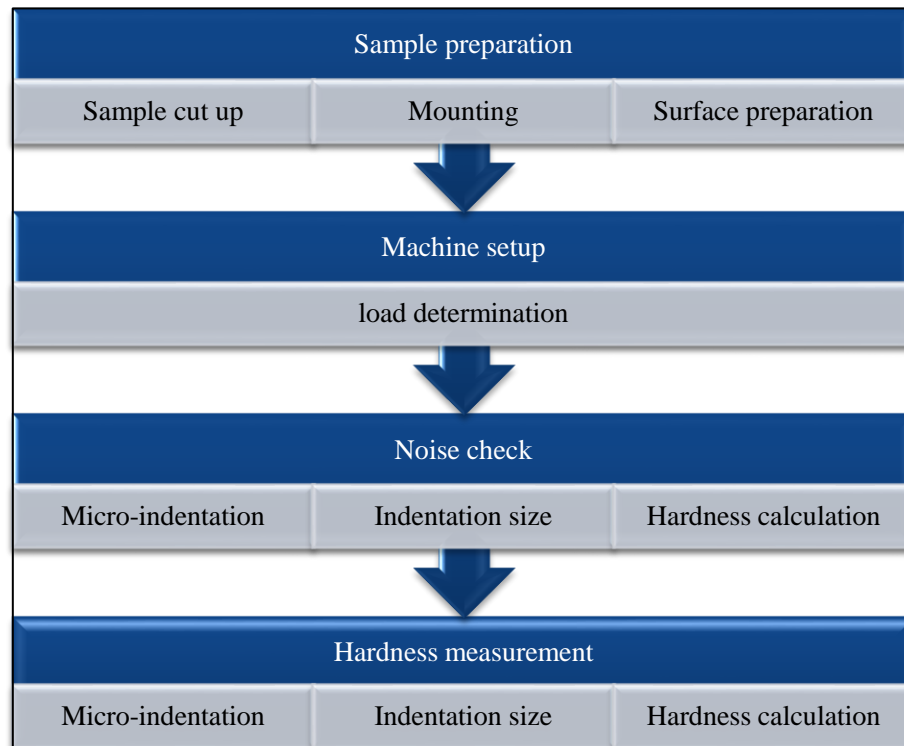 Sample preparation
Sample cut up Mounting Surface preparation
Machine setup
load determination
Noise check
Micro-indentation Indentation size Hardness calculation
Hardness measurement
Micro-indentation Indentation size Hardness calculation